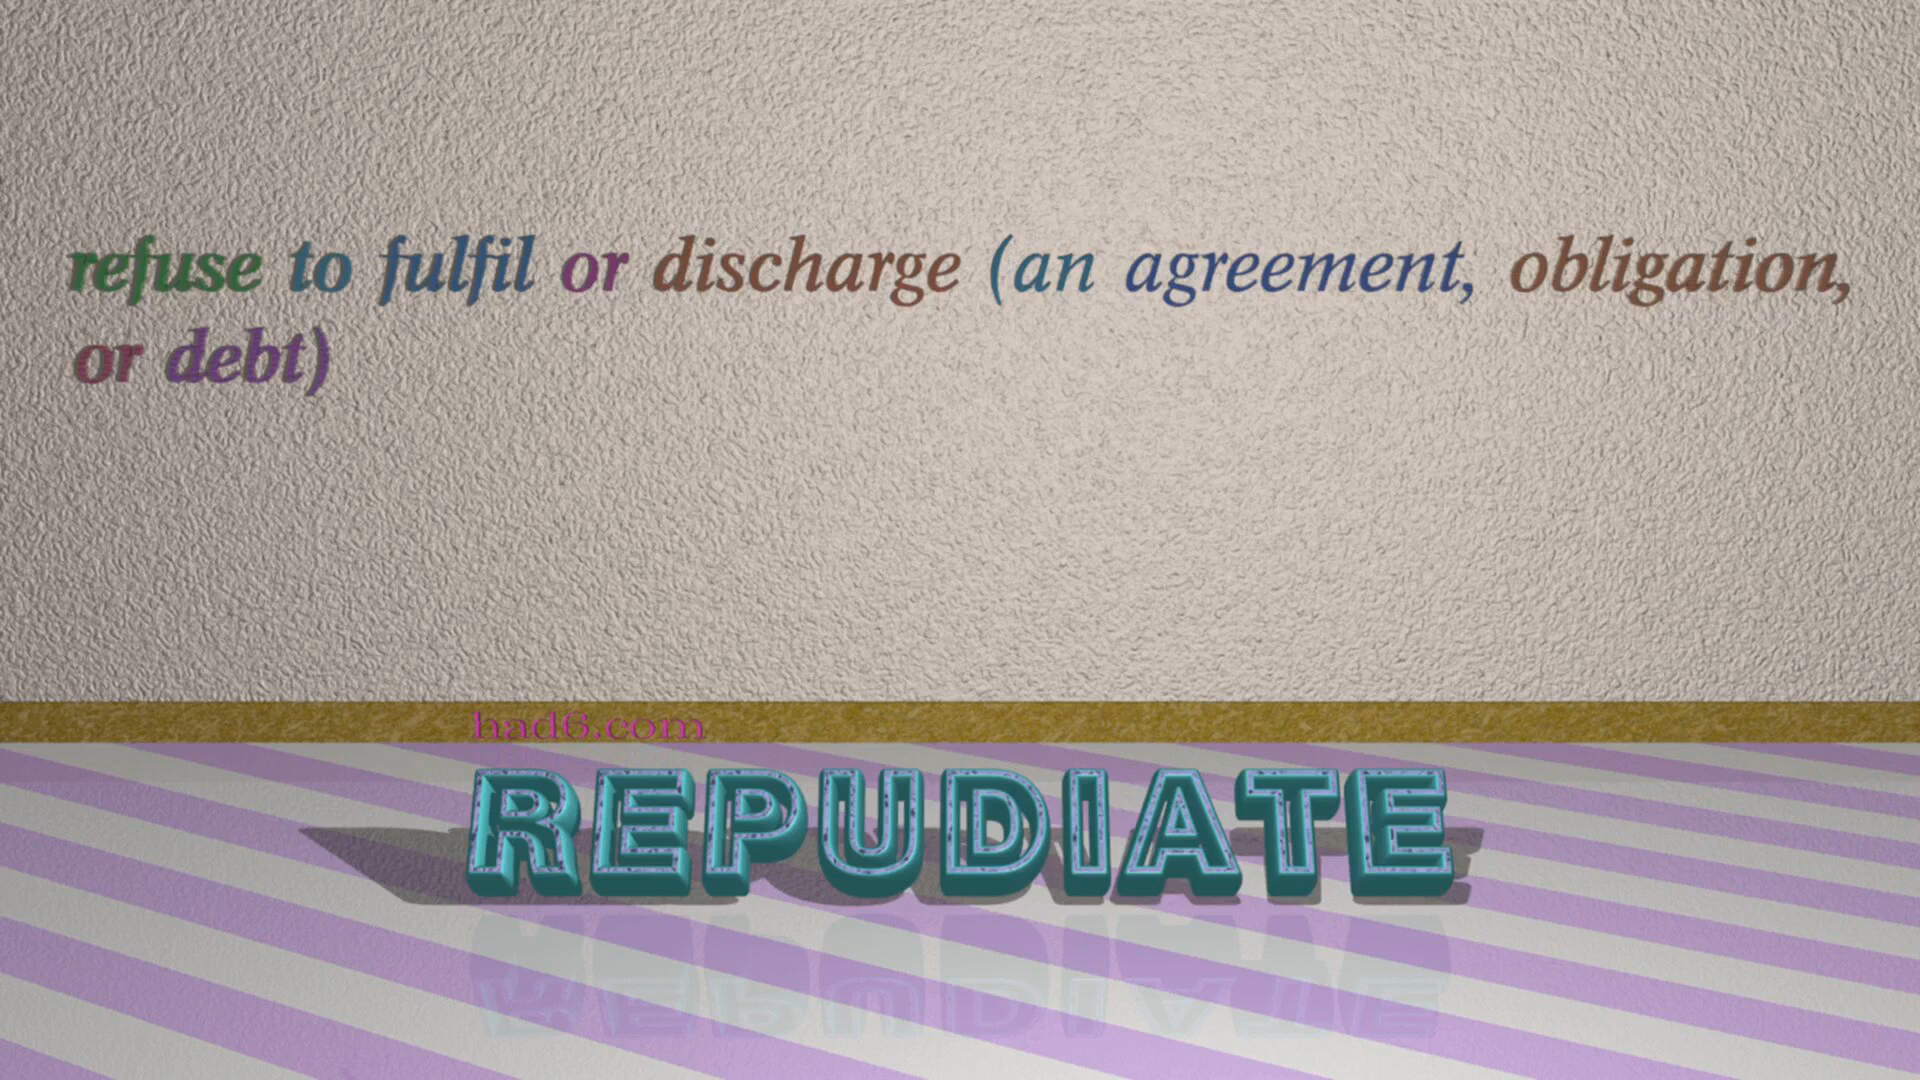 refuse to fulfil or discharge (an agreement, obligation,
or debt)
had6.com
REPUDIATE